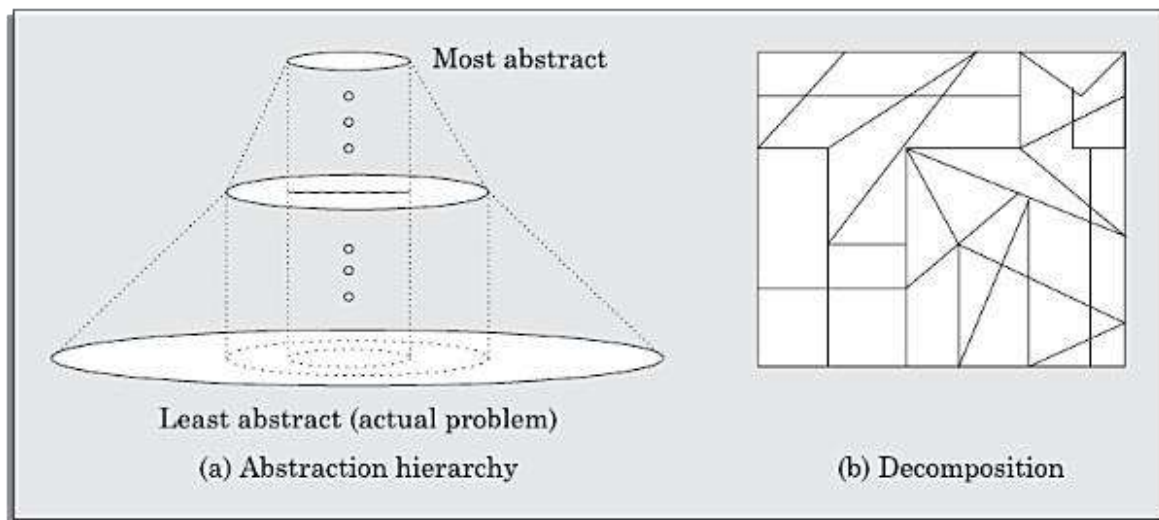 Most abstract
Least abstract (actual problem)
(a) Abstraction hierarchy
(b) Decomposition